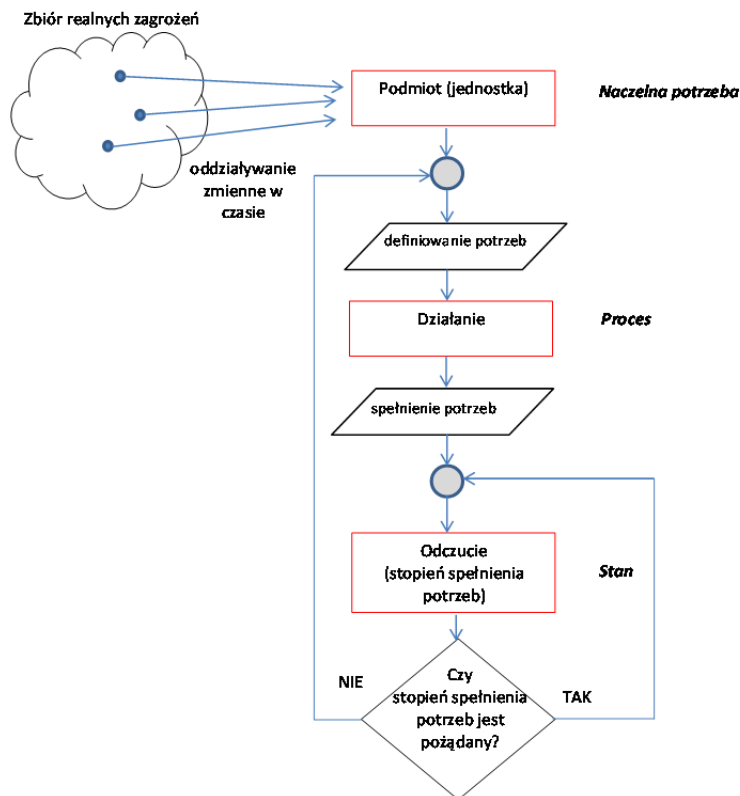 Zbiór realnych zagrożeń
Podmiot (jednostka)
Naczelna potrzeba
oddziaływanie
zmienne w
czasie
definiowanie potrzeb
Działanie
Proces
spełnienie potrzeb
Odczucie
(stopień spełnienia
potrzeb)
Stan
NIE
Czy
stopień spełnienia
potrzeb jest
pożądany?
TAK